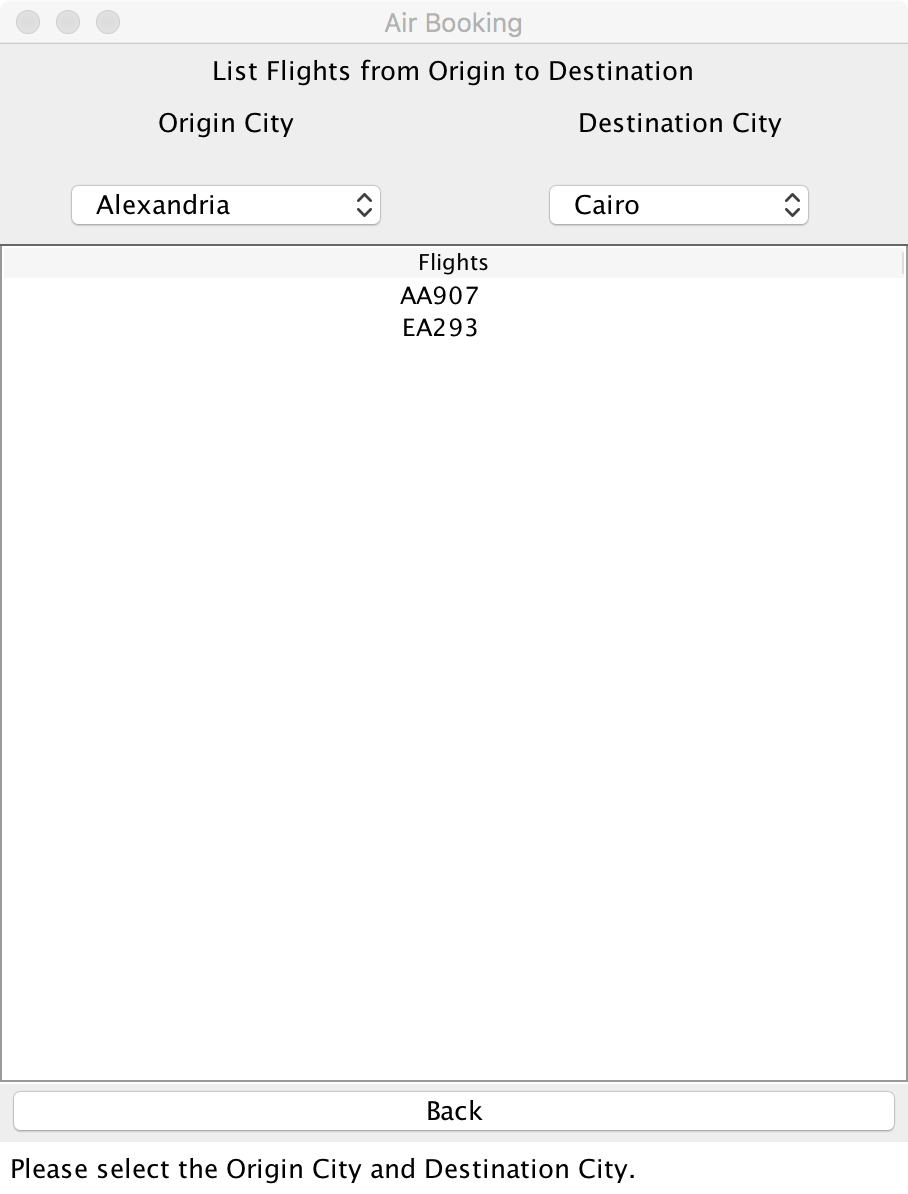 Air Booking
List Flights from Origin to Destination
Origin City Destination City
Alexandria Cairo
Flights
AA907
EA293
Back
Please select the Origin City and Destination City.